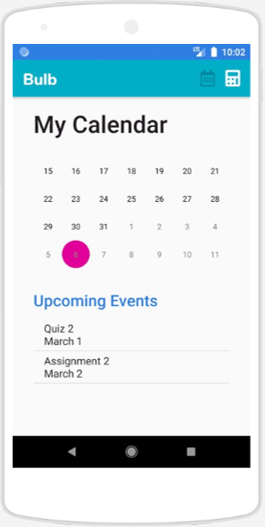 10:02
Bulb
My Calendar
15 16 17 18 19 20 21
22 23 24 25 26 27 28
29 30 31 1 2 3 4
5 6 7 8 9 10 11
Upcoming Events
Quiz 2
March 1
Assignment 2
March 2